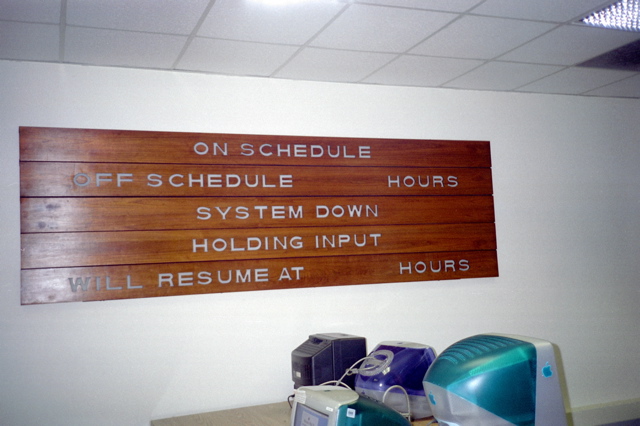 ON SCHEDULE
OFF SCHEDULE HOURS
SYSTEM DOWN
HOLDING INPUT
WILL RESUME AT HOURS